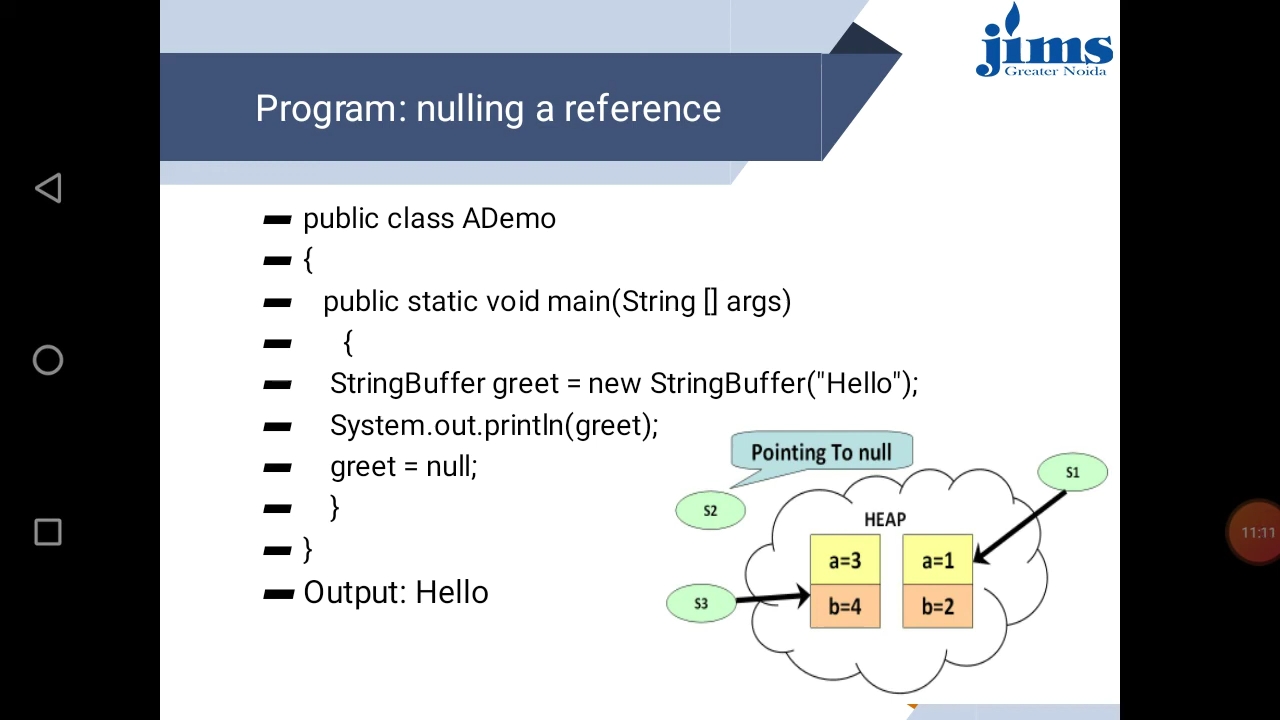 jims
Greater Noida
Program: nulling a reference
public class ADemo
{
public static void main(String [] args)
{
StringBuffer greet = new StringBuffer("Hello");
System.out.println(greet);
greet = null;
}
}
Output: Hello
Pointing To null
S1
S2
HEAP
a=3
a=1
S3
b=4
b=2
11:11